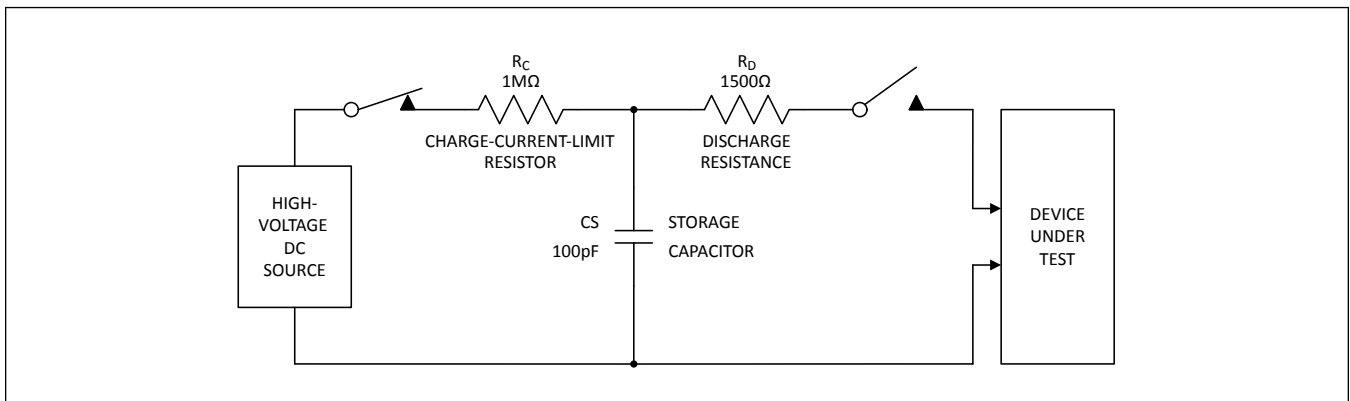 R_C
1MΩ
CHARGE-CURRENT-LIMIT
RESISTOR
R_D
1500Ω
DISCHARGE
RESISTANCE
HIGH-
VOLTAGE
DC
SOURCE
CS
100pF
STORAGE
CAPACITOR
DEVICE
UNDER
TEST